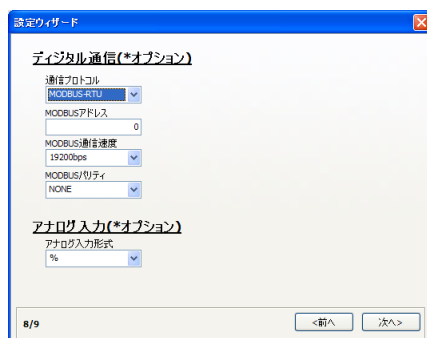 設定ウィザード
ディジタル通信(*オプション)
通信プロトコル
MODBUS-RTU
MODBUSアドレス
0
MODBUS通信速度
19200bps
MODBUSパリティ
NONE
アナログ入力(*オプション)
アナログ入力形式
%
8/9
<前へ
次へ>